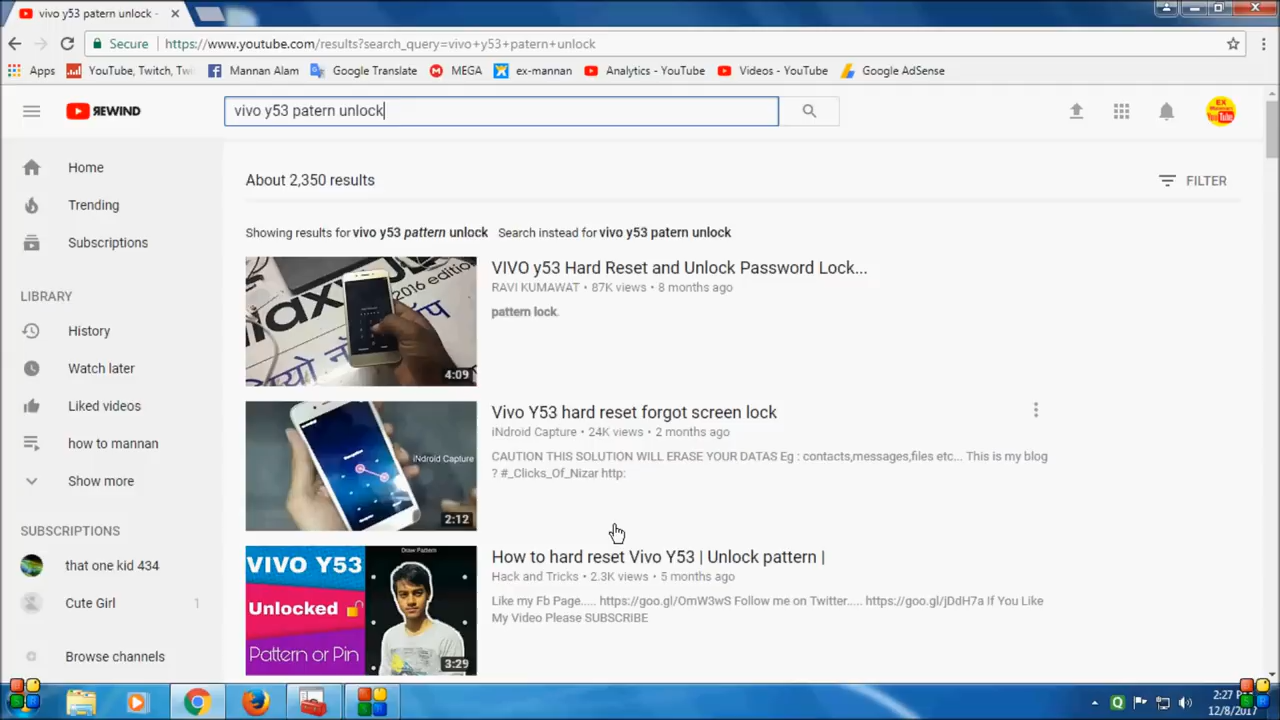 vivo y53 patern unlock -
Secure https://www.youtube.com/results?search_query=vivo+y53+patern+unlock
Apps YouTube, Twitch, Twi Mannan Alam Google Translate MEGA ex-mannan Analytics - YouTube Videos - YouTube Google AdSense
REWIND
vivo y53 patern unlock
Home
Trending
Subscriptions
LIBRARY
History
Watch later
Liked videos
how to mannan
Show more
SUBSCRIPTIONS
that one kid 434
Cute Girl 1
Browse channels
About 2,350 results
FILTER
Showing results for vivo y53 pattern unlock Search instead for vivo y53 patern unlock
2016 edition
4:09
VIVO y53 Hard Reset and Unlock Password Lock...
RAVI KUMAWAT • 87K views • 8 months ago
pattern lock.
iNdroid Capture
2:12
Vivo Y53 hard reset forgot screen lock
iNdroid Capture • 24K views • 2 months ago
CAUTION THIS SOLUTION WILL ERASE YOUR DATAS Eg : contacts,messages,files etc... This is my blog
? #_Clicks_Of_Nizar http:
VIVO Y53
Unlocked
Pattern or Pin
Draw Pattern
3:29
How to hard reset Vivo Y53 | Unlock pattern |
Hack and Tricks • 2.3K views • 5 months ago
Like my Fb Page..... https://goo.gl/OmW3wS Follow me on Twitter..... https://goo.gl/jDdH7a If You Like
My Video Please SUBSCRIBE
2:27
12/8/2017